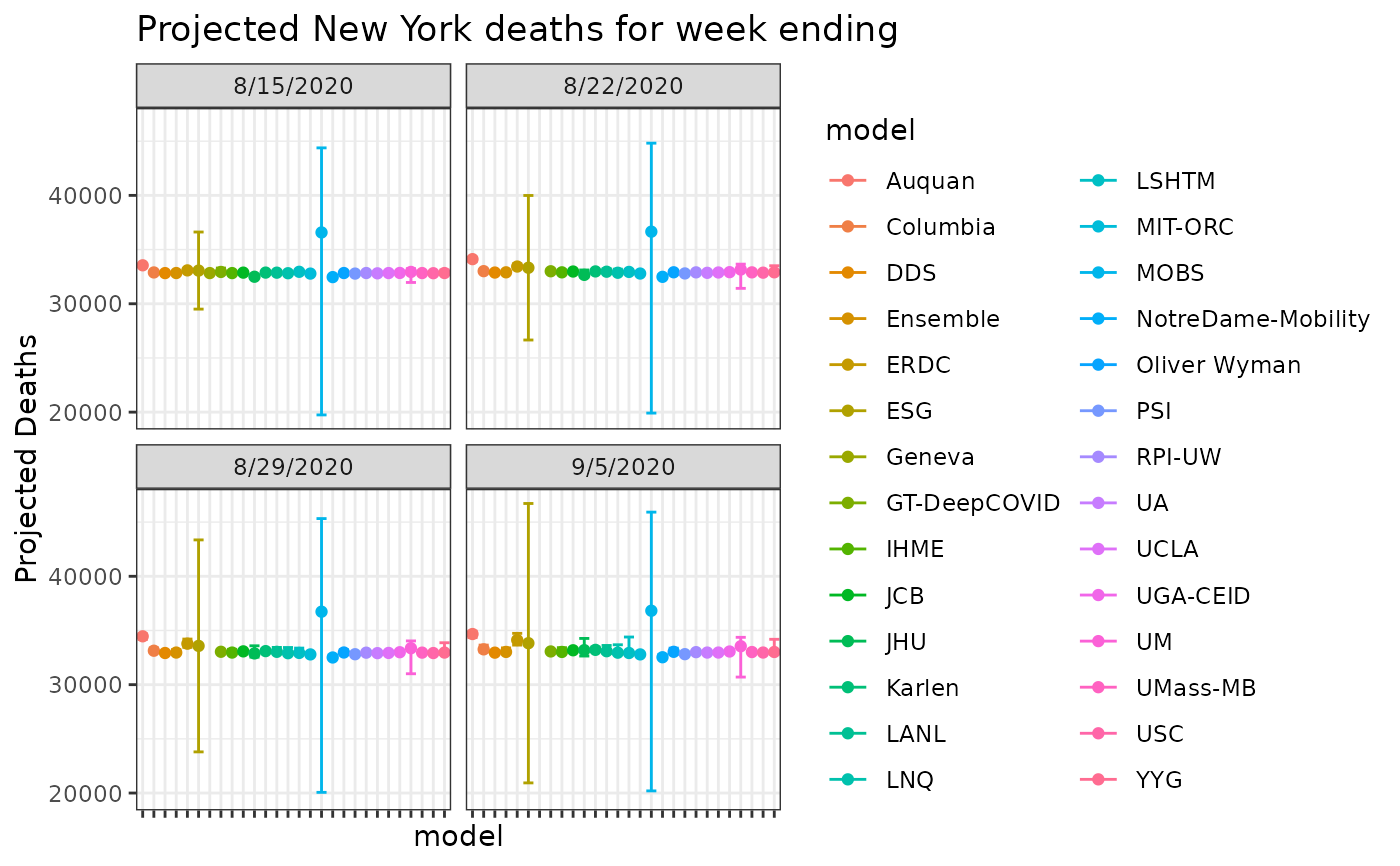 Projected New York deaths for week ending
8/15/2020
8/22/2020
40000
30000
20000
8/29/2020
9/5/2020
40000
30000
20000
Projected Deaths
model
model
Auquan
Columbia
DDS
Ensemble
ERDC
ESG
Geneva
GT-DeepCOVID
IHME
JCB
JHU
Karlen
LANL
LNQ
LSHTM
MIT-ORC
MOBS
NotreDame-Mobility
Oliver Wyman
PSI
RPI-UW
UA
UCLA
UGA-CEID
UM
UMass-MB
USC
YYG